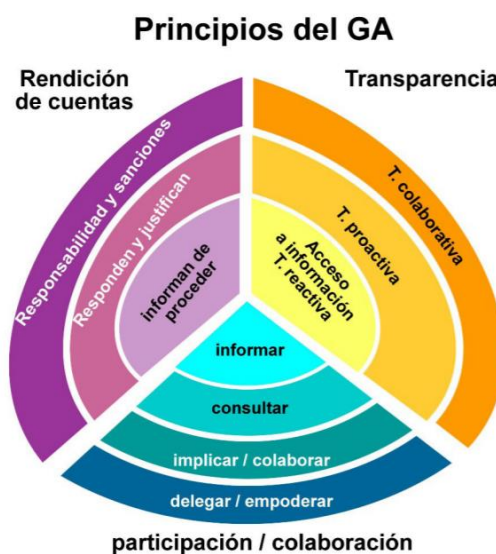 Principios del GA
Rendición
de cuentas
Transparencia
Responsabilidad y sanciones
Responden y justifican
informan de
proceder
Acceso
a información
T. reactiva
T. proactiva
T. colaborativa
informar
consultar
implicar / colaborar
delegar / empoderar
participación / colaboración